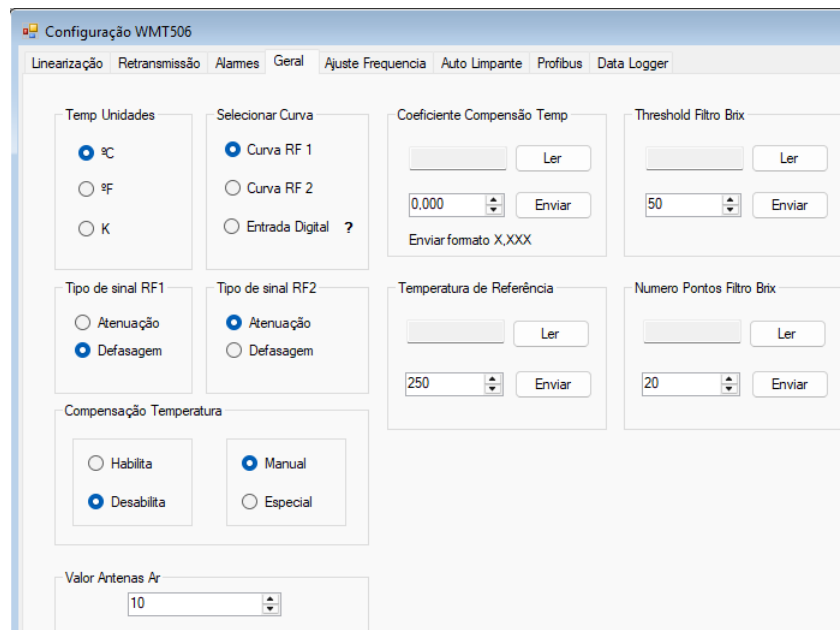 Configuração WMT506
Linearização Retransmissão Alarmes Geral Ajuste Frequencia Auto Limpante Profibus Data Logger
Temp Unidades
ºC
ºF
K
Selecionar Curva
Curva RF 1
Curva RF 2
Entrada Digital ?
Coeficiente Compensão Temp
Ler
0,000 Enviar
Enviar formato X,XXX
Threshold Filtro Brix
Ler
50 Enviar
Tipo de sinal RF1
Atenuação
Defasagem
Tipo de sinal RF2
Atenuação
Defasagem
Temperatura de Referência
Ler
250 Enviar
Numero Pontos Filtro Brix
Ler
20 Enviar
Compensação Temperatura
Habilita
Desabilita
Manual
Especial
Valor Antenas Ar
10